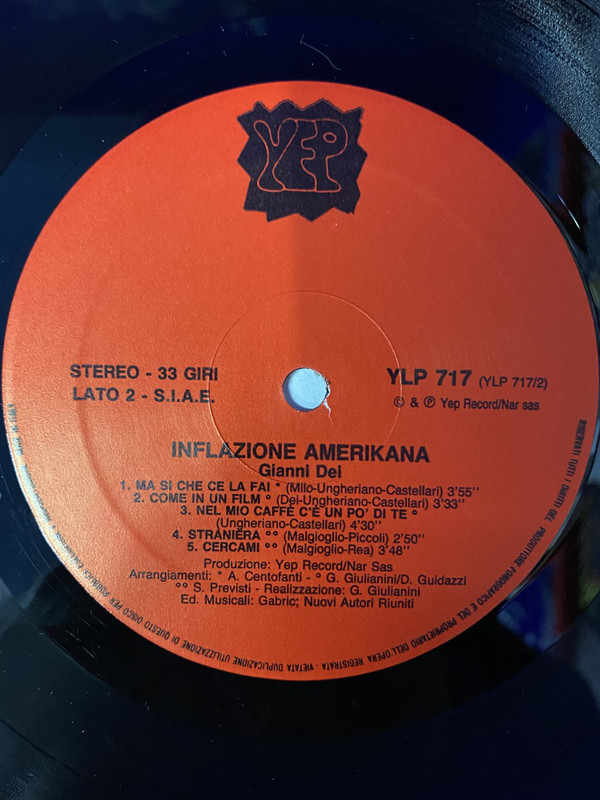 YEP
STEREO - 33 GIRI
LATO 2 - S.I.A.E.
YLP 717 (YLP 717/2)
© & ℗ Yep Record/Nar sas
INFLAZIONE AMERIKANA
Gianni Dei
1. MA SI CHE CE LA FAI * (Milo-Ungheriano-Castellari) 3'55''
2. COME IN UN FILM ° (Dei-Ungheriano-Castellari) 3'33''
3. NEL MIO CAFFÈ C'È UN PO' DI TE °
(Ungheriano-Castellari) 4'30''
4. STRANIÈRA °° (Malgioglio-Piccoli) 2'50''
5. CERCAMI °° (Malgioglio-Rea) 3'48''
Produzione: Yep Record/Nar Sas
Arrangiamenti: * A. Centofanti - ° G. Giulianini/D. Guidazzi
°° S. Previsti - Realizzazione: G. Giulianini
Ed. Musicali: Gabric; Nuovi Autori Riuniti
RISERVATI TUTTI I DIRITTI DEL PRODUTTORE FONOGRAFICO E DEL PROPRIETARIO DELL'OPERA REGISTRATA - VIETATA DUPLICAZIONE UTILIZZAZIONE DI QUESTO DISCO PER PUBBLICA